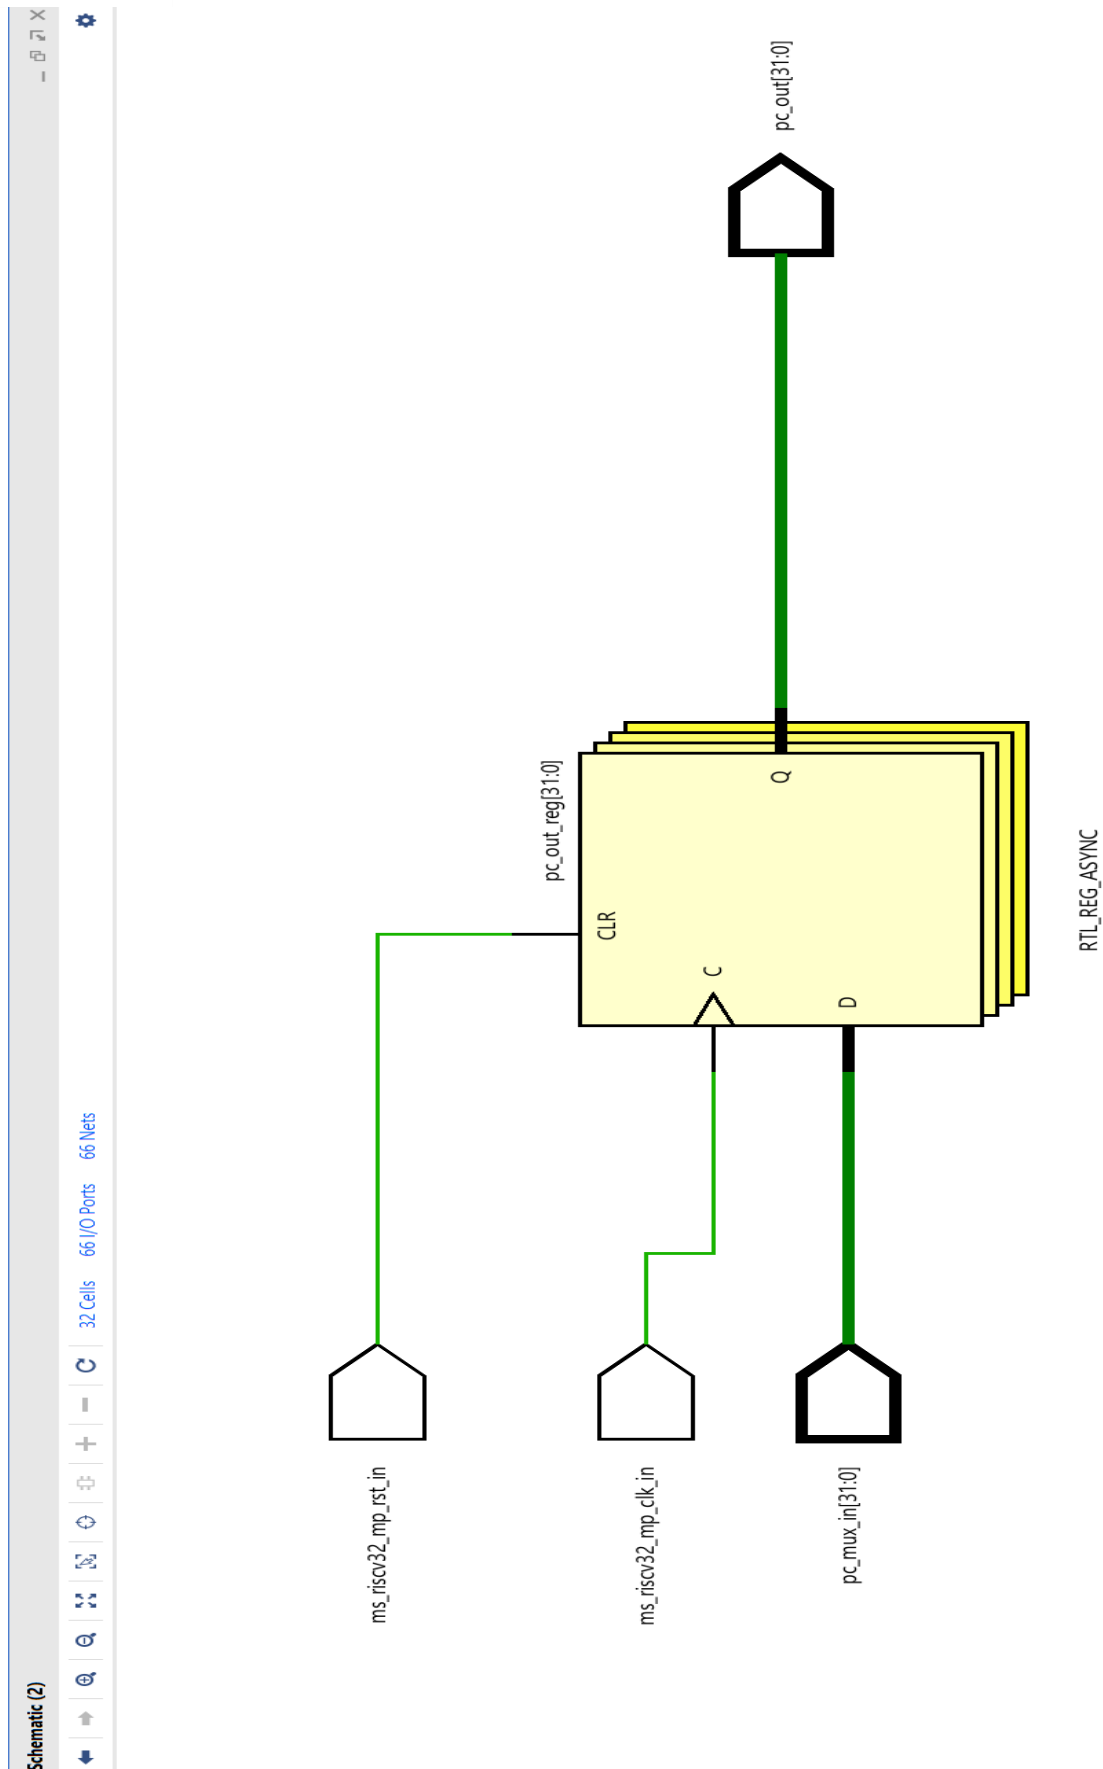 Schematic (2)
32 Cells 66 I/O Ports 66 Nets
ms_riscv32_mp_rst_in
ms_riscv32_mp_clk_in
pc_mux_in[31:0]
pc_out_reg[31:0]
CLR
C
D
Q
RTL_REG_ASYNC
pc_out[31:0]